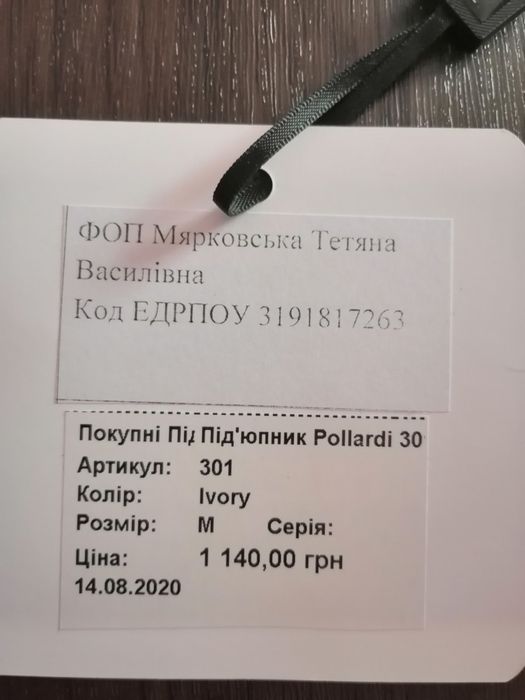 ФОП Мярковська Тетяна
Василівна
Код ЕДРПОУ 3191817263
Покупні Під Під'юпник Pollardi 30
Артикул: 301
Колір: Ivory
Розмір: M Серія:
Ціна: 1 140,00 грн
14.08.2020